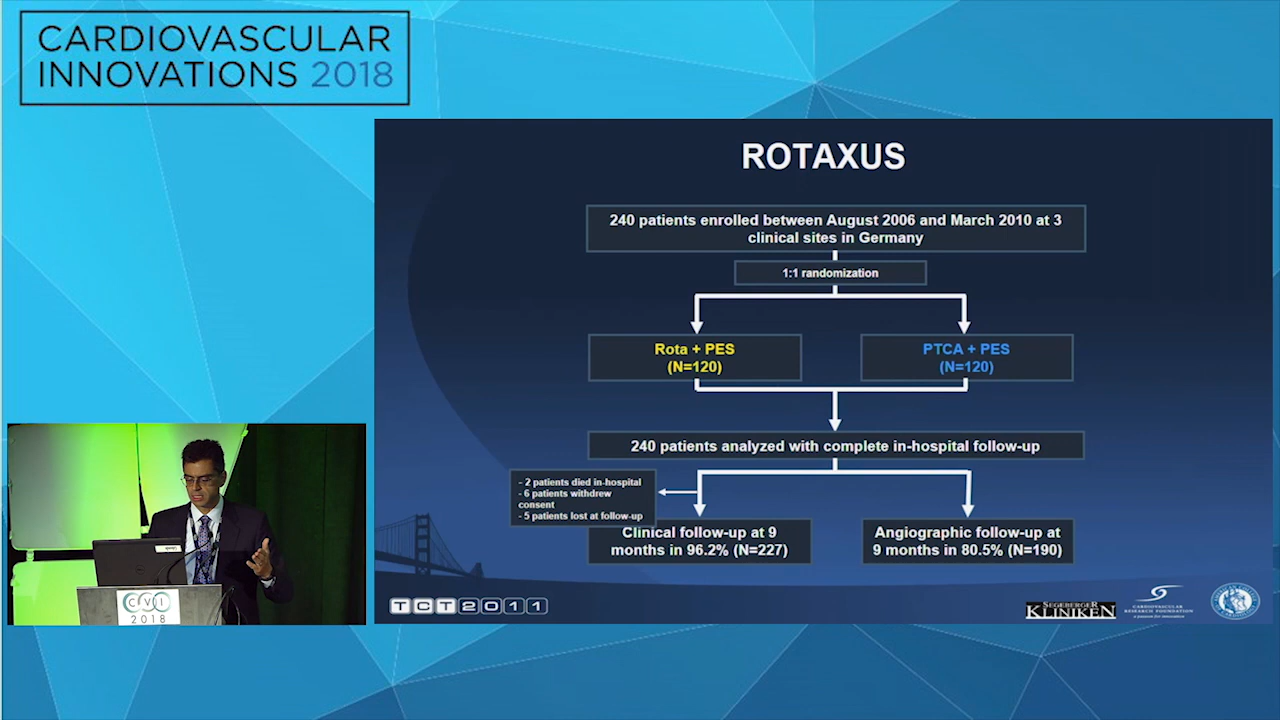 CARDIOVASCULAR
INNOVATIONS 2018
ROTAXUS
240 patients enrolled between August 2006 and March 2010 at 3
clinical sites in Germany
1:1 randomization
Rota + PES
(N=120)
PTCA + PES
(N=120)
240 patients analyzed with complete in-hospital follow-up
- 2 patients died in-hospital
- 6 patients withdrew
consent
- 5 patients lost at follow-up
Clinical follow-up at 9
months in 96.2% (N=227)
Angiographic follow-up at
9 months in 80.5% (N=190)
TCT2011
SEGEBERGER
KLINIKEN
CARDIOVASCULAR
RESEARCH FOUNDATION
CVI
2018